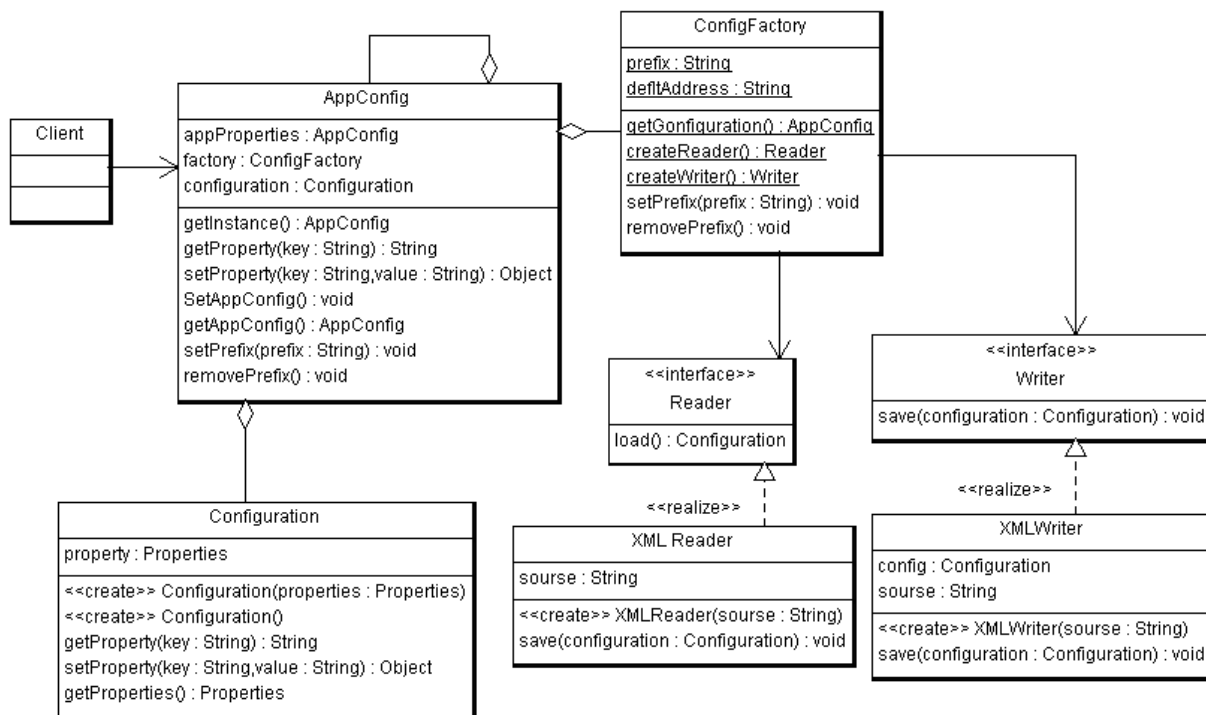 Client
AppConfig
appProperties : AppConfig
factory : ConfigFactory
configuration : Configuration
getInstance() : AppConfig
getProperty(key : String) : String
setProperty(key : String,value : String) : Object
SetAppConfig() : void
getAppConfig() : AppConfig
setPrefix(prefix : String) : void
removePrefix() : void
ConfigFactory
prefix : String
defltAddress : String
getGonfiguration() : AppConfig
createReader() : Reader
createWriter() : Writer
setPrefix(prefix : String) : void
removePrefix() : void
<<interface>>
Reader
load() : Configuration
<<interface>>
Writer
save(configuration : Configuration) : void
<<realize>>
<<realize>>
Configuration
property : Properties
<<create>> Configuration(properties : Properties)
<<create>> Configuration()
getProperty(key : String) : String
setProperty(key : String,value : String) : Object
getProperties() : Properties
XML Reader
sourse : String
<<create>> XMLReader(sourse : String)
save(configuration : Configuration) : void
XMLWriter
config : Configuration
sourse : String
<<create>> XMLWriter(sourse : String)
save(configuration : Configuration) : void